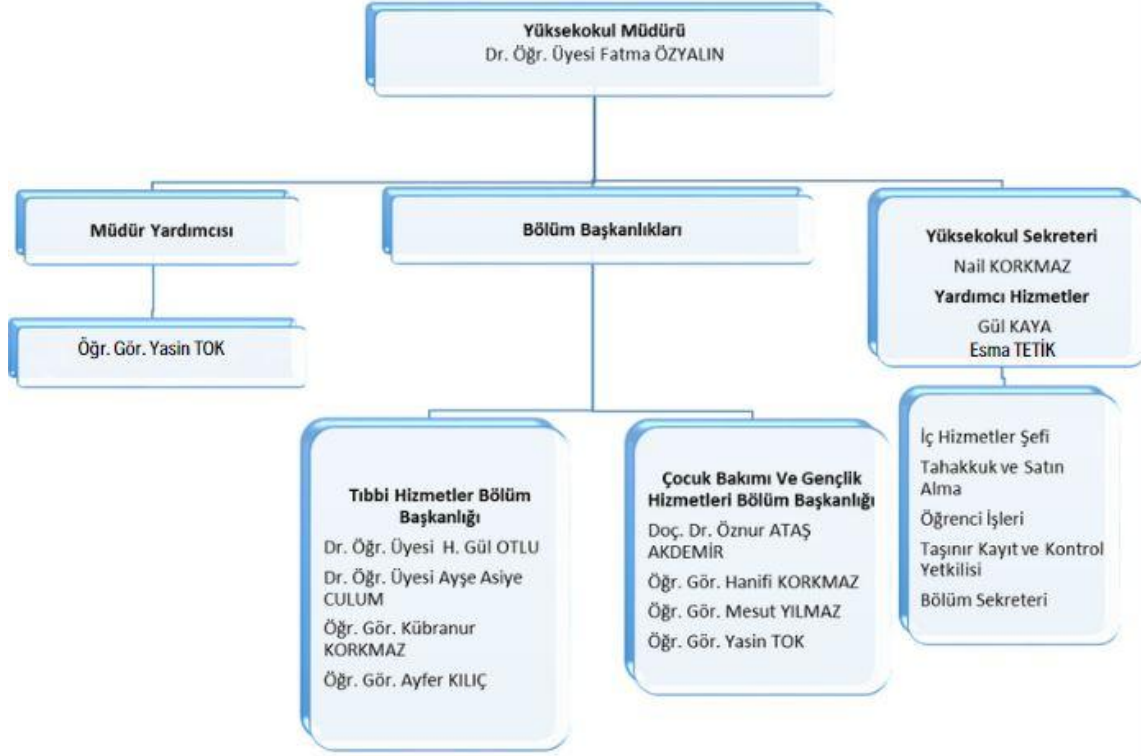 Yüksekokul Müdürü
Dr. Öğr. Üyesi Fatma ÖZYALIN
Müdür Yardımcısı
Öğr. Gör. Yasin TOK
Bölüm Başkanlıkları
Yüksekokul Sekreteri
Nail KORKMAZ
Yardımcı Hizmetler
Gül KAYA
Esma TETİK
Tıbbi Hizmetler Bölüm
Başkanlığı
Dr. Öğr. Üyesi H. Gül OTLU
Dr. Öğr. Üyesi Ayşe Asiye
CULUM
Öğr. Gör. Kübranur
KORKMAZ
Öğr. Gör. Ayfer KILIÇ
Çocuk Bakımı Ve Gençlik
Hizmetleri Bölüm Başkanlığı
Doç. Dr. Öznur ATAŞ
AKDEMİR
Öğr. Gör. Hanifi KORKMAZ
Öğr. Gör. Mesut YILMAZ
Öğr. Gör. Yasin TOK
İç Hizmetler Şefi
Tahakkuk ve Satın
Alma
Öğrenci İşleri
Taşınır Kayıt ve Kontrol
Yetkilisi
Bölüm Sekreteri